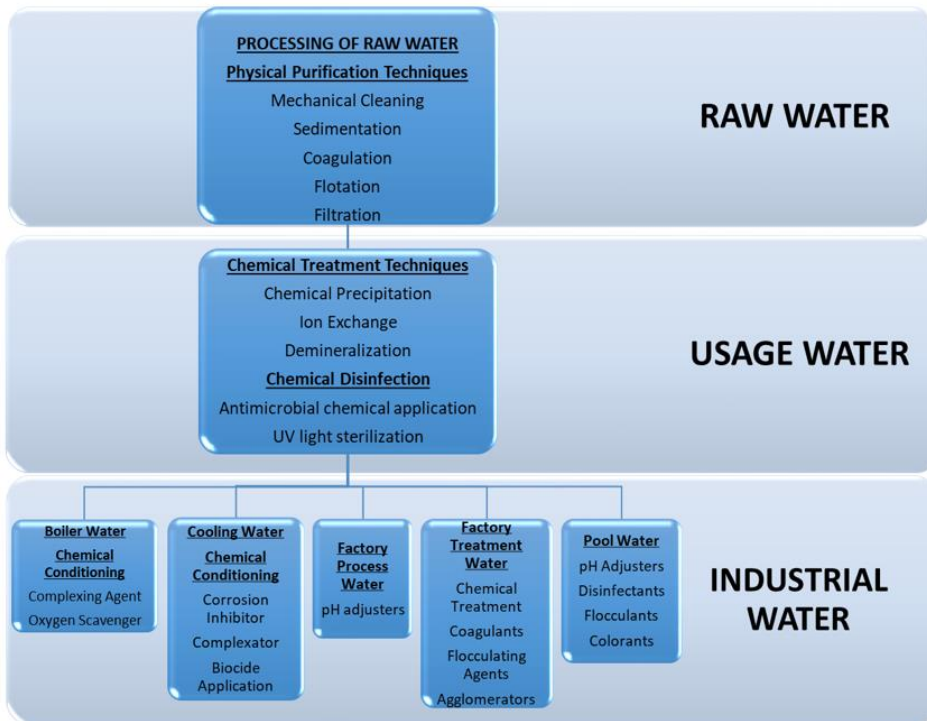 PROCESSING OF RAW WATER
Physical Purification Techniques
Mechanical Cleaning
Sedimentation
Coagulation
Flotation
Filtration
RAW WATER
Chemical Treatment Techniques
Chemical Precipitation
Ion Exchange
Demineralization
Chemical Disinfection
Antimicrobial chemical application
UV light sterilization
USAGE WATER
Boiler Water
Chemical
Conditioning
Complexing Agent
Oxygen Scavenger
Cooling Water
Chemical
Conditioning
Corrosion
Inhibitor
Complexator
Biocide
Application
Factory
Process
Water
pH adjusters
Factory
Treatment
Water
Chemical
Treatment
Coagulants
Flocculating
Agents
Agglomerators
Pool Water
pH Adjusters
Disinfectants
Flocculants
Colorants
INDUSTRIAL
WATER